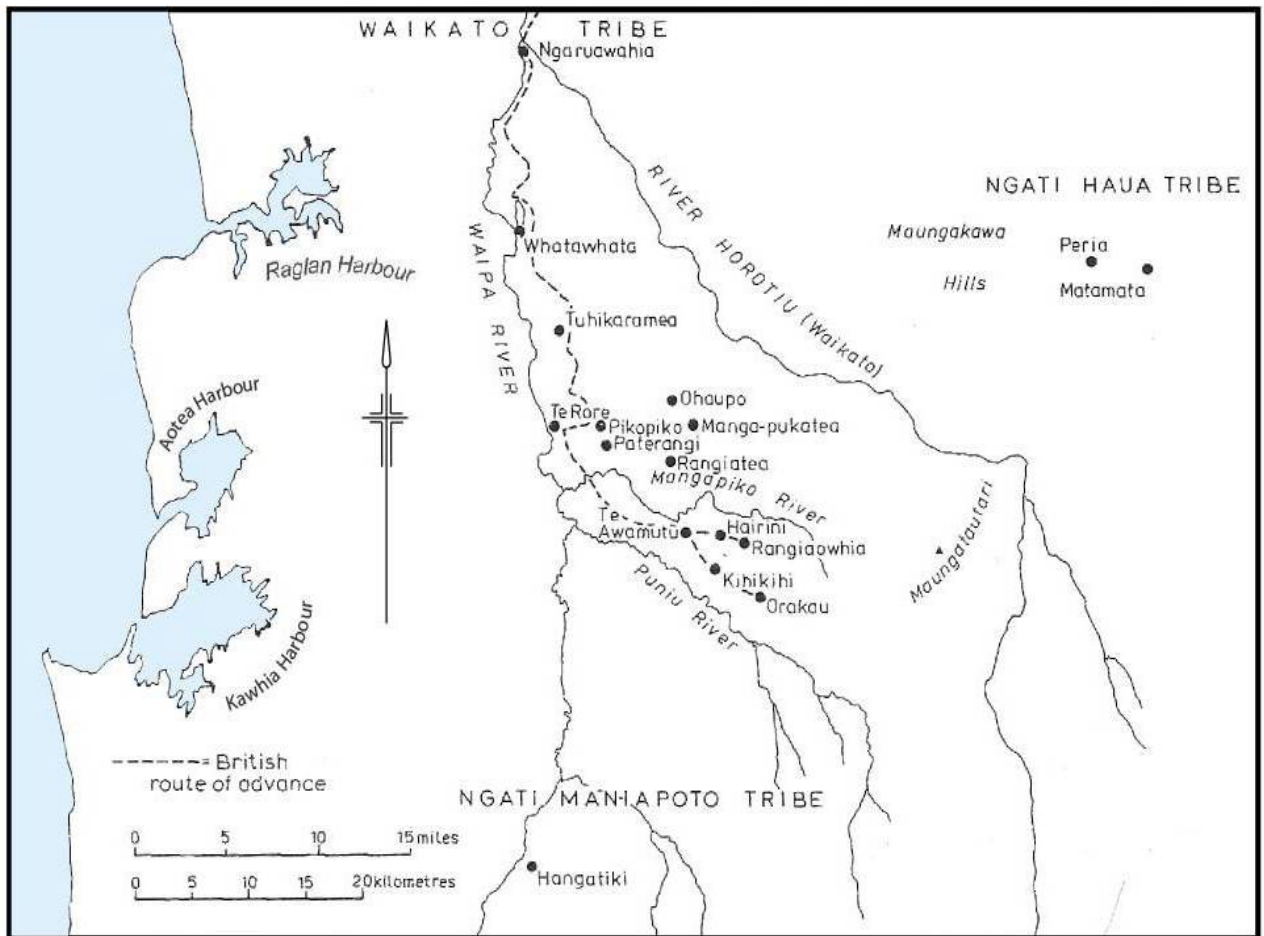 WAIKATO TRIBE
Ngaruawahia
NGATI HAUA TRIBE
RIVER HOROTIU (Waikato)
Maungakawa
Hills
Peria
Matamata
Raglan Harbour
WAIPA RIVER
Whatawhata
Tuhikaramea
Aotea Harbour
Ohaupo
Te Rore
Pikopiko
Manga-pukatea
Paterangi
Rangiatea
Mangapiko River
Te
Awamutu
Hairini
Rangiaowhia
Maungatautari
Kihikihi
Orakau
Puniu River
Kawhia Harbour
= British
route of advance
NGATI MANIAPOTO TRIBE
0 5 10 15 miles
0 5 10 15 20 kilometres
Hangatiki